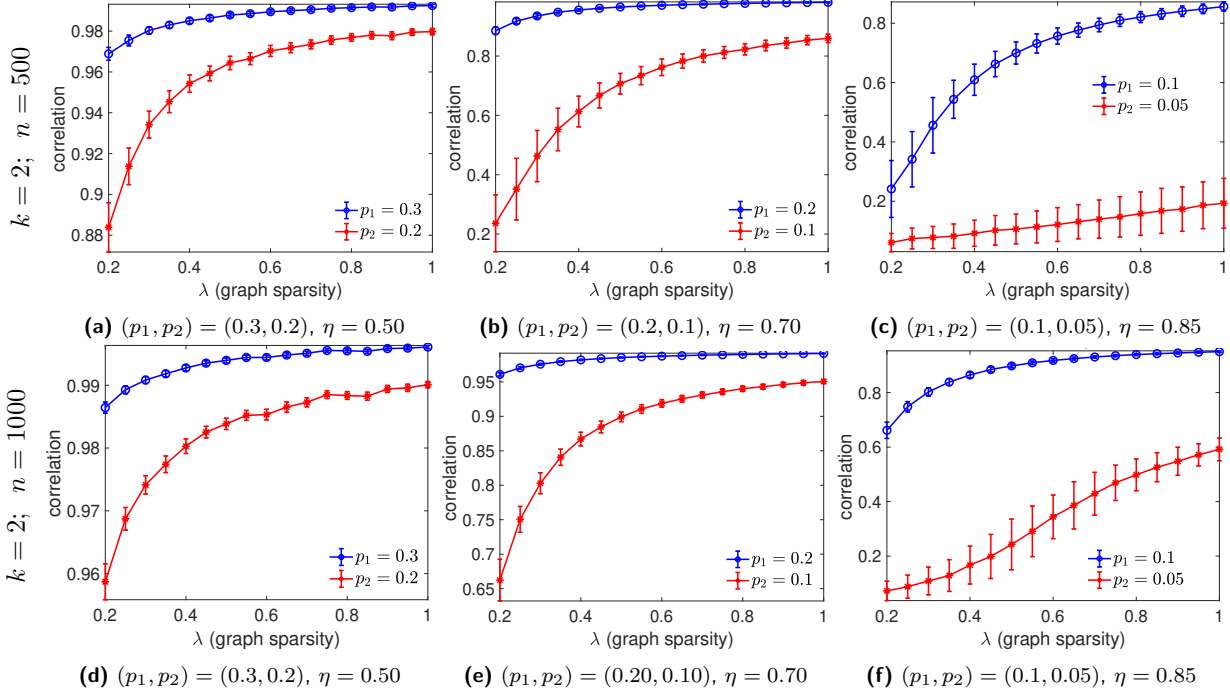 k = 2; n = 500
correlation
0.98
0.96
0.94
0.92
0.9
0.88
p₁ = 0.3
p₂ = 0.2
0.2 0.4 0.6 0.8 1
λ (graph sparsity)
(a) (p₁, p₂) = (0.3, 0.2), η = 0.50
correlation
0.8
0.6
0.4
0.2
p₁ = 0.2
p₂ = 0.1
0.2 0.4 0.6 0.8 1
λ (graph sparsity)
(b) (p₁, p₂) = (0.2, 0.1), η = 0.70
correlation
0.8
0.6
0.4
0.2
p₁ = 0.1
p₂ = 0.05
0.2 0.4 0.6 0.8 1
λ (graph sparsity)
(c) (p₁, p₂) = (0.1, 0.05), η = 0.85
k = 2; n = 1000
correlation
0.99
0.98
0.97
0.96
p₁ = 0.3
p₂ = 0.2
0.2 0.4 0.6 0.8 1
λ (graph sparsity)
(d) (p₁, p₂) = (0.3, 0.2), η = 0.50
correlation
0.95
0.9
0.85
0.8
0.75
0.7
0.65
p₁ = 0.2
p₂ = 0.1
0.2 0.4 0.6 0.8 1
λ (graph sparsity)
(e) (p₁, p₂) = (0.20, 0.10), η = 0.70
correlation
0.8
0.6
0.4
0.2
p₁ = 0.1
p₂ = 0.05
0.2 0.4 0.6 0.8 1
λ (graph sparsity)
(f) (p₁, p₂) = (0.1, 0.05), η = 0.85